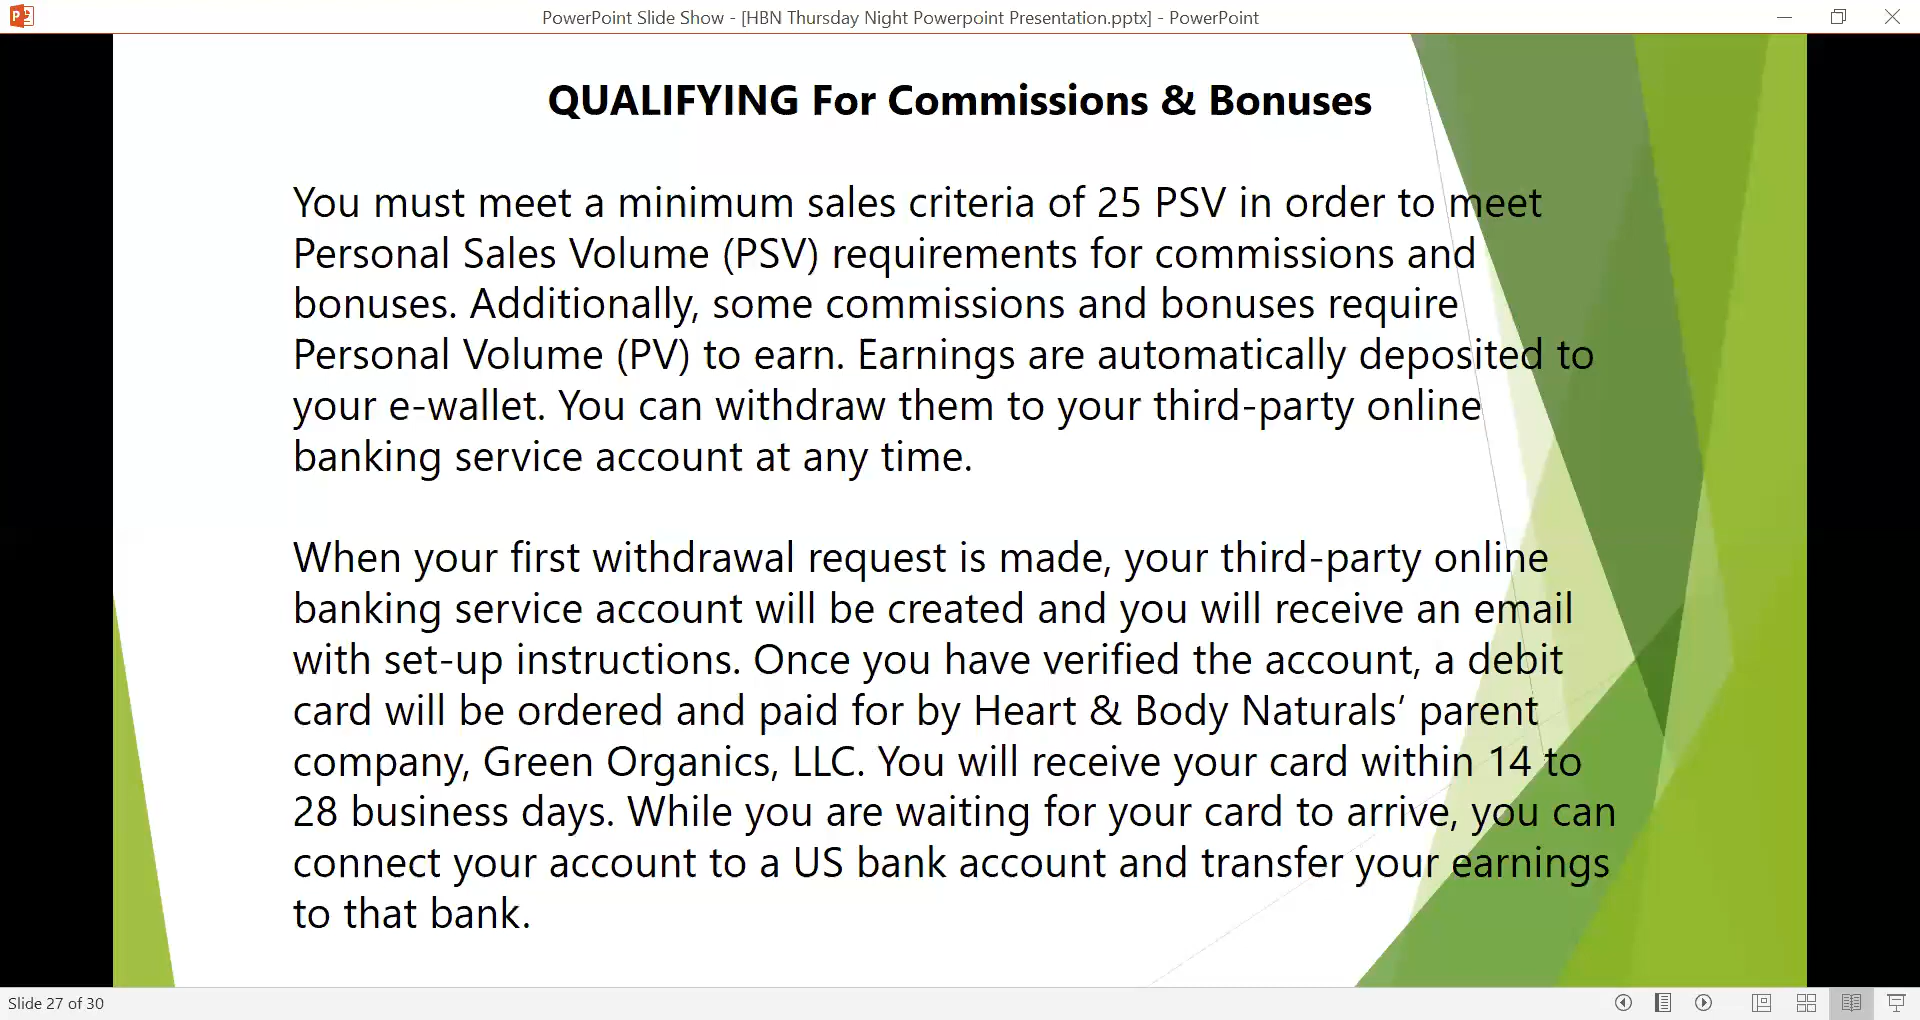 PowerPoint Slide Show - [HBN Thursday Night Powerpoint Presentation.pptx] - PowerPoint
QUALIFYING For Commissions & Bonuses
You must meet a minimum sales criteria of 25 PSV in order to meet
Personal Sales Volume (PSV) requirements for commissions and
bonuses. Additionally, some commissions and bonuses require
Personal Volume (PV) to earn. Earnings are automatically deposited to
your e-wallet. You can withdraw them to your third-party online
banking service account at any time.
When your first withdrawal request is made, your third-party online
banking service account will be created and you will receive an email
with set-up instructions. Once you have verified the account, a debit
card will be ordered and paid for by Heart & Body Naturals’ parent
company, Green Organics, LLC. You will receive your card within 14 to
28 business days. While you are waiting for your card to arrive, you can
connect your account to a US bank account and transfer your earnings
to that bank.
Slide 27 of 30